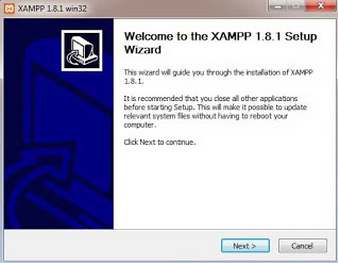 XAMPP 1.8.1 win32
Welcome to the XAMPP 1.8.1 Setup
Wizard
This wizard will guide you through the installation of XAMPP
1.8.1.
It is recommended that you close all other applications
before starting Setup. This will make it possible to update
relevant system files without having to reboot your
computer.
Click Next to continue.
Next >
Cancel